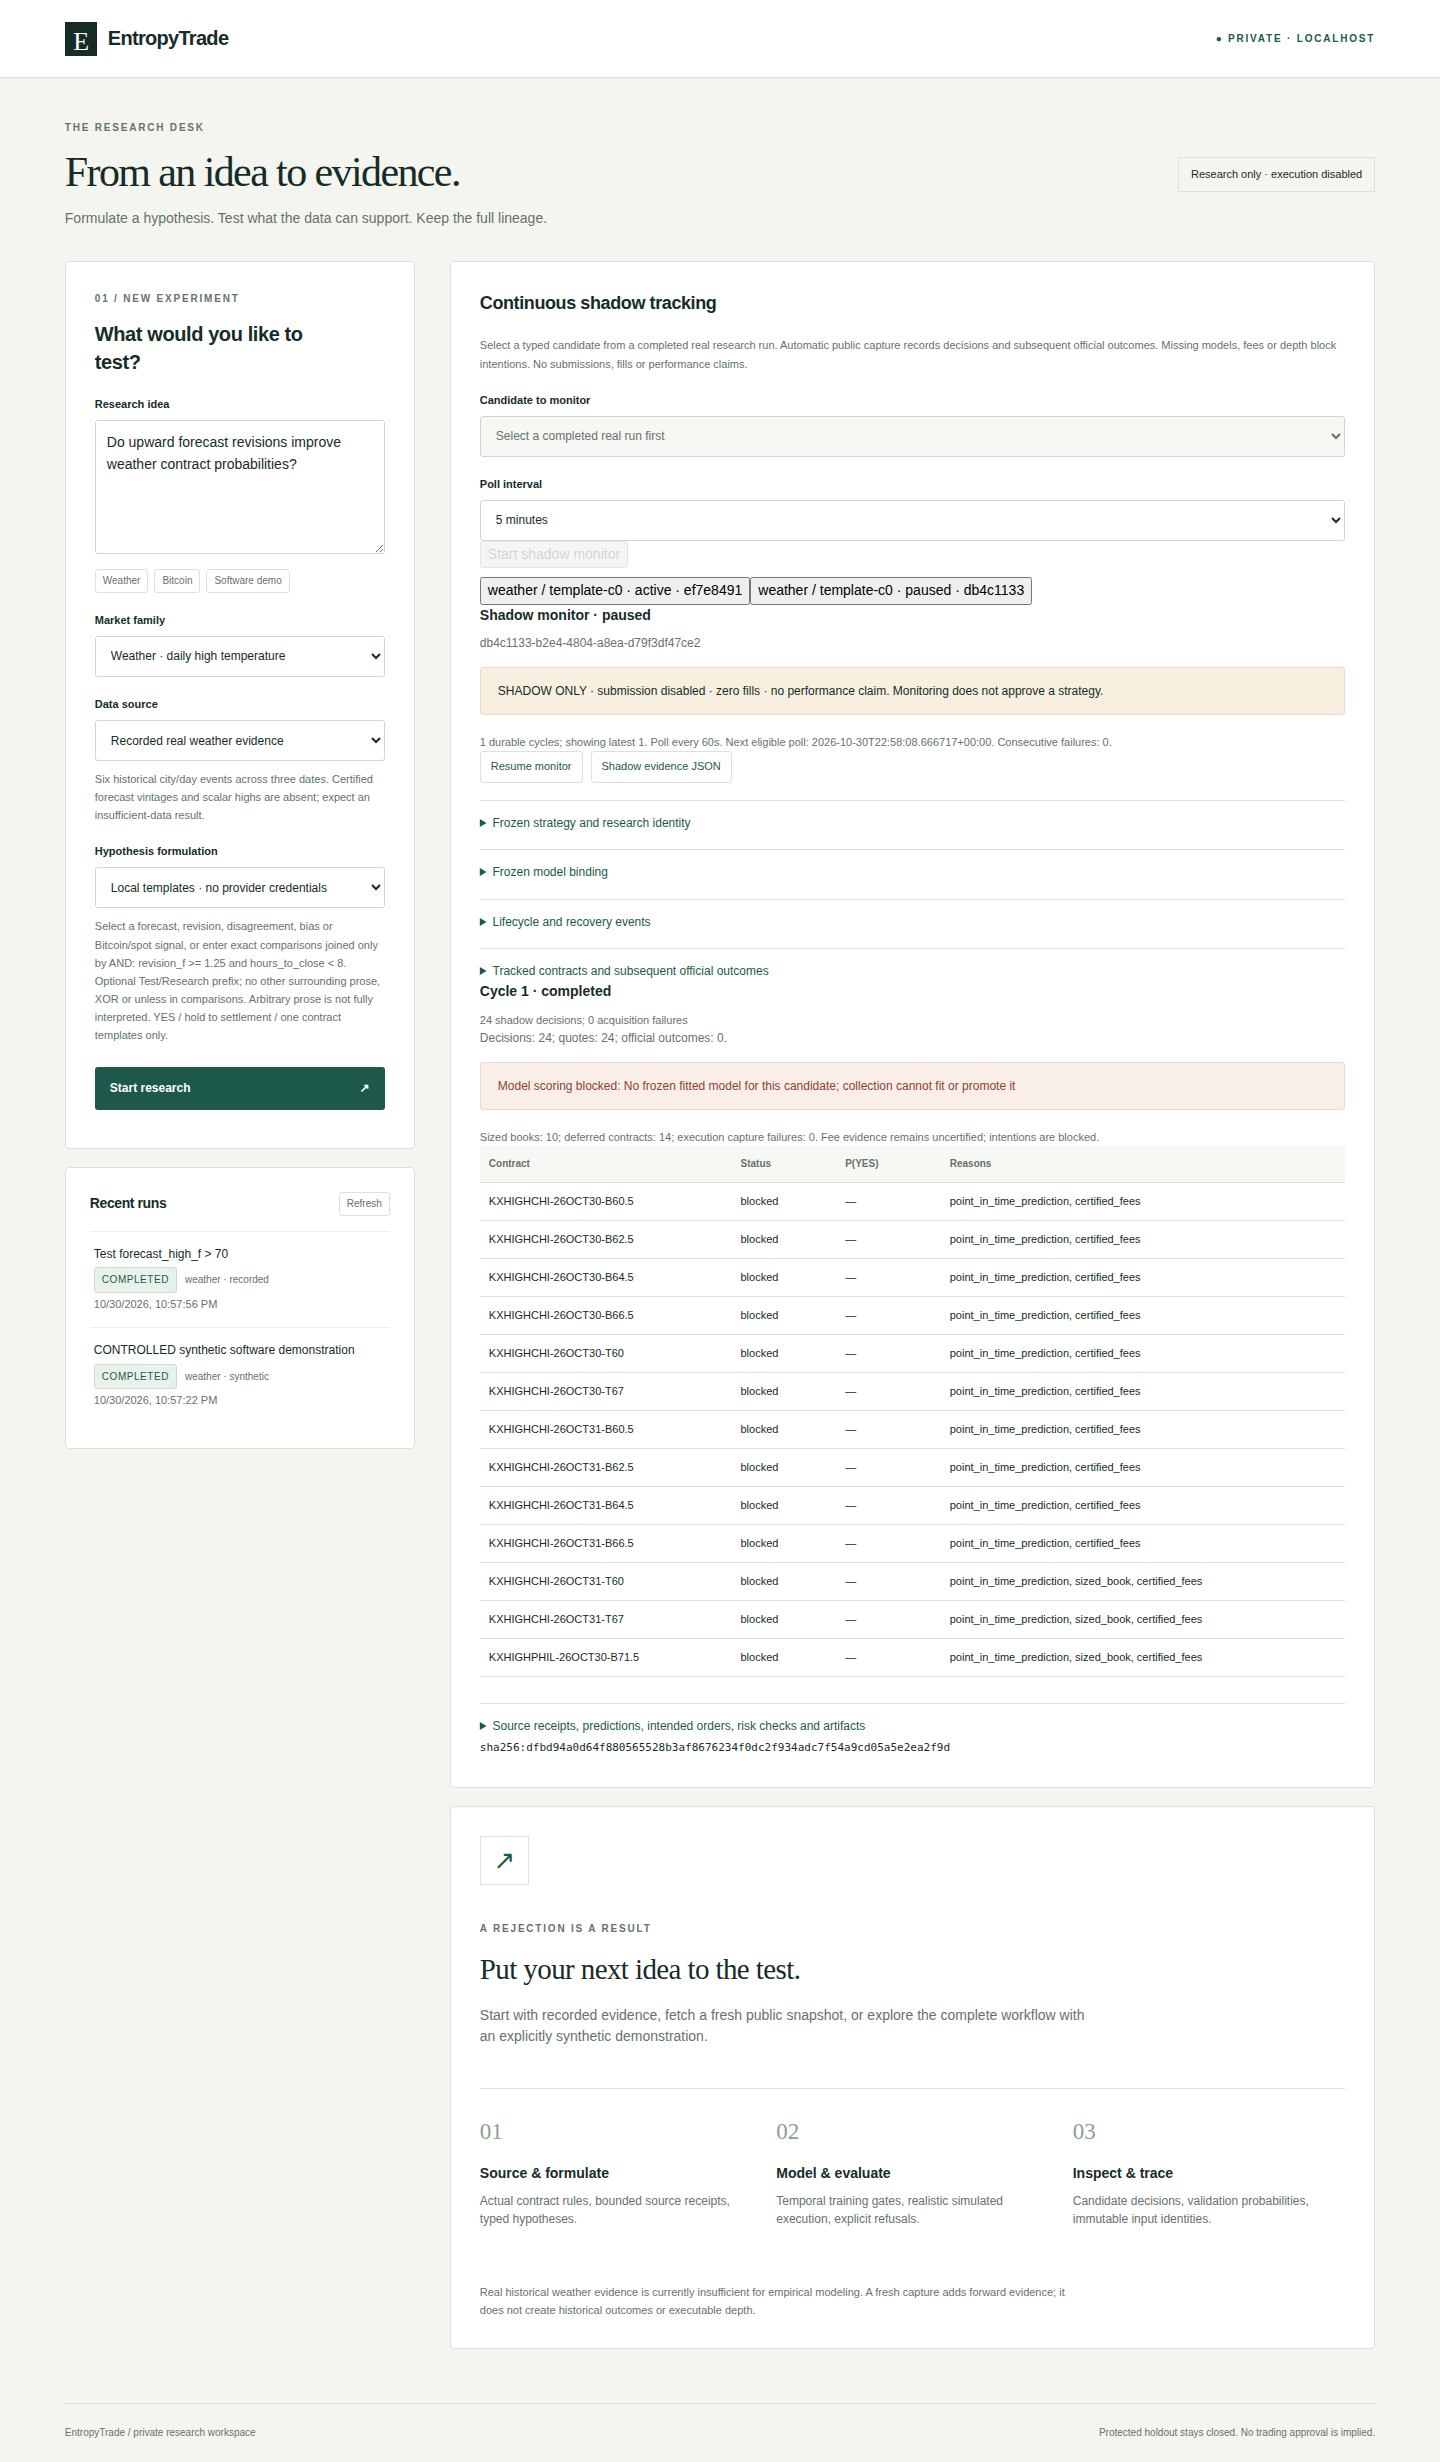 E EntropyTrade
● PRIVATE · LOCALHOST
THE RESEARCH DESK
From an idea to evidence.
Research only · execution disabled
Formulate a hypothesis. Test what the data can support. Keep the full lineage.
01 / NEW EXPERIMENT
What would you like to
test?
Research idea
Do upward forecast revisions improve
weather contract probabilities?
Weather Bitcoin Software demo
Market family
Weather · daily high temperature
Data source
Recorded real weather evidence
Six historical city/day events across three dates. Certified
forecast vintages and scalar highs are absent; expect an
insufficient-data result.
Hypothesis formulation
Local templates · no provider credentials
Select a forecast, revision, disagreement, bias or
Bitcoin/spot signal, or enter exact comparisons joined only
by AND: revision_f >= 1.25 and hours_to_close < 8.
Optional Test/Research prefix; no other surrounding prose,
XOR or unless in comparisons. Arbitrary prose is not fully
interpreted. YES / hold to settlement / one contract
templates only.
Start research ↗
Recent runs Refresh
Test forecast_high_f > 70
COMPLETED weather · recorded
10/30/2026, 10:57:56 PM
CONTROLLED synthetic software demonstration
COMPLETED weather · synthetic
10/30/2026, 10:57:22 PM
Continuous shadow tracking
Select a typed candidate from a completed real research run. Automatic public capture records decisions and subsequent official outcomes. Missing models, fees or depth block
intentions. No submissions, fills or performance claims.
Candidate to monitor
Select a completed real run first
Poll interval
5 minutes
Start shadow monitor
weather / template-c0 · active · ef7e8491 weather / template-c0 · paused · db4c1133
Shadow monitor · paused
db4c1133-b2e4-4804-a8ea-d79f3df47ce2
SHADOW ONLY · submission disabled · zero fills · no performance claim. Monitoring does not approve a strategy.
1 durable cycles; showing latest 1. Poll every 60s. Next eligible poll: 2026-10-30T22:58:08.666717+00:00. Consecutive failures: 0.
Resume monitor Shadow evidence JSON
▶ Frozen strategy and research identity
▶ Frozen model binding
▶ Lifecycle and recovery events
▶ Tracked contracts and subsequent official outcomes
Cycle 1 · completed
24 shadow decisions; 0 acquisition failures
Decisions: 24; quotes: 24; official outcomes: 0.
Model scoring blocked: No frozen fitted model for this candidate; collection cannot fit or promote it
Sized books: 10; deferred contracts: 14; execution capture failures: 0. Fee evidence remains uncertified; intentions are blocked.
Contract Status P(YES) Reasons
KXHIGHCHI-26OCT30-B60.5 blocked — point_in_time_prediction, certified_fees
KXHIGHCHI-26OCT30-B62.5 blocked — point_in_time_prediction, certified_fees
KXHIGHCHI-26OCT30-B64.5 blocked — point_in_time_prediction, certified_fees
KXHIGHCHI-26OCT30-B66.5 blocked — point_in_time_prediction, certified_fees
KXHIGHCHI-26OCT30-T60 blocked — point_in_time_prediction, certified_fees
KXHIGHCHI-26OCT30-T67 blocked — point_in_time_prediction, certified_fees
KXHIGHCHI-26OCT31-B60.5 blocked — point_in_time_prediction, certified_fees
KXHIGHCHI-26OCT31-B62.5 blocked — point_in_time_prediction, certified_fees
KXHIGHCHI-26OCT31-B64.5 blocked — point_in_time_prediction, certified_fees
KXHIGHCHI-26OCT31-B66.5 blocked — point_in_time_prediction, certified_fees
KXHIGHCHI-26OCT31-T60 blocked — point_in_time_prediction, sized_book, certified_fees
KXHIGHCHI-26OCT31-T67 blocked — point_in_time_prediction, sized_book, certified_fees
KXHIGHPHIL-26OCT30-B71.5 blocked — point_in_time_prediction, sized_book, certified_fees
▶ Source receipts, predictions, intended orders, risk checks and artifacts
sha256:dfbd94a0d64f880565528b3af8676234f0dc2f934adc7f54a9cd05a5e2ea2f9d
↗
A REJECTION IS A RESULT
Put your next idea to the test.
Start with recorded evidence, fetch a fresh public snapshot, or explore the complete workflow with
an explicitly synthetic demonstration.
01 02 03
Source & formulate Model & evaluate Inspect & trace
Actual contract rules, bounded source receipts, Temporal training gates, realistic simulated Candidate decisions, validation probabilities,
typed hypotheses. execution, explicit refusals. immutable input identities.
Real historical weather evidence is currently insufficient for empirical modeling. A fresh capture adds forward evidence; it
does not create historical outcomes or executable depth.
EntropyTrade / private research workspace
Protected holdout stays closed. No trading approval is implied.